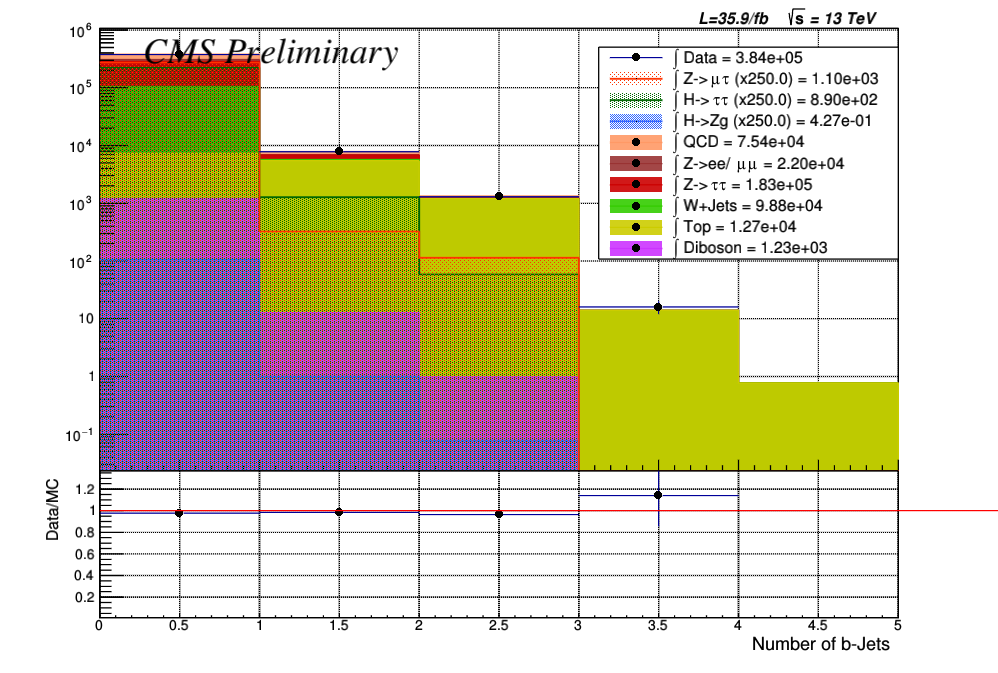 L=35.9/fb √s = 13 TeV
CMS Preliminary
∫ Data = 3.84e+05
∫ Z->μτ (x250.0) = 1.10e+03
∫ H->ττ (x250.0) = 8.90e+02
∫ H->Zg (x250.0) = 4.27e-01
∫ QCD = 7.54e+04
∫ Z->ee/ μμ = 2.20e+04
∫ Z-> ττ = 1.83e+05
∫ W+Jets = 9.88e+04
∫ Top = 1.27e+04
∫ Diboson = 1.23e+03
10⁶
10⁵
10⁴
10³
10²
10
1
10⁻¹
Data/MC
1.2
1
0.8
0.6
0.4
0.2
0 0.5 1 1.5 2 2.5 3 3.5 4 4.5 5
Number of b-Jets